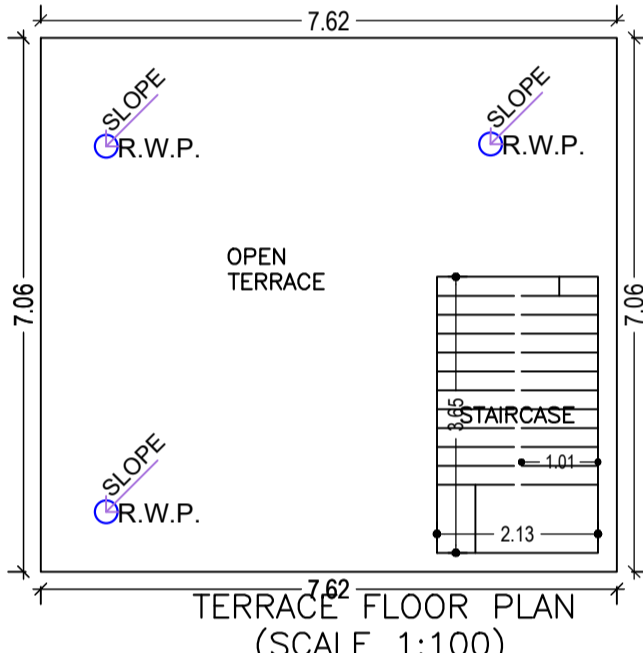 7.62
SLOPE
R.W.P.
SLOPE
R.W.P.
OPEN
TERRACE
7.06
7.06
3.65
STAIRCASE
1.01
SLOPE
R.W.P.
2.13
7.62
TERRACE FLOOR PLAN
(SCALE 1:100)